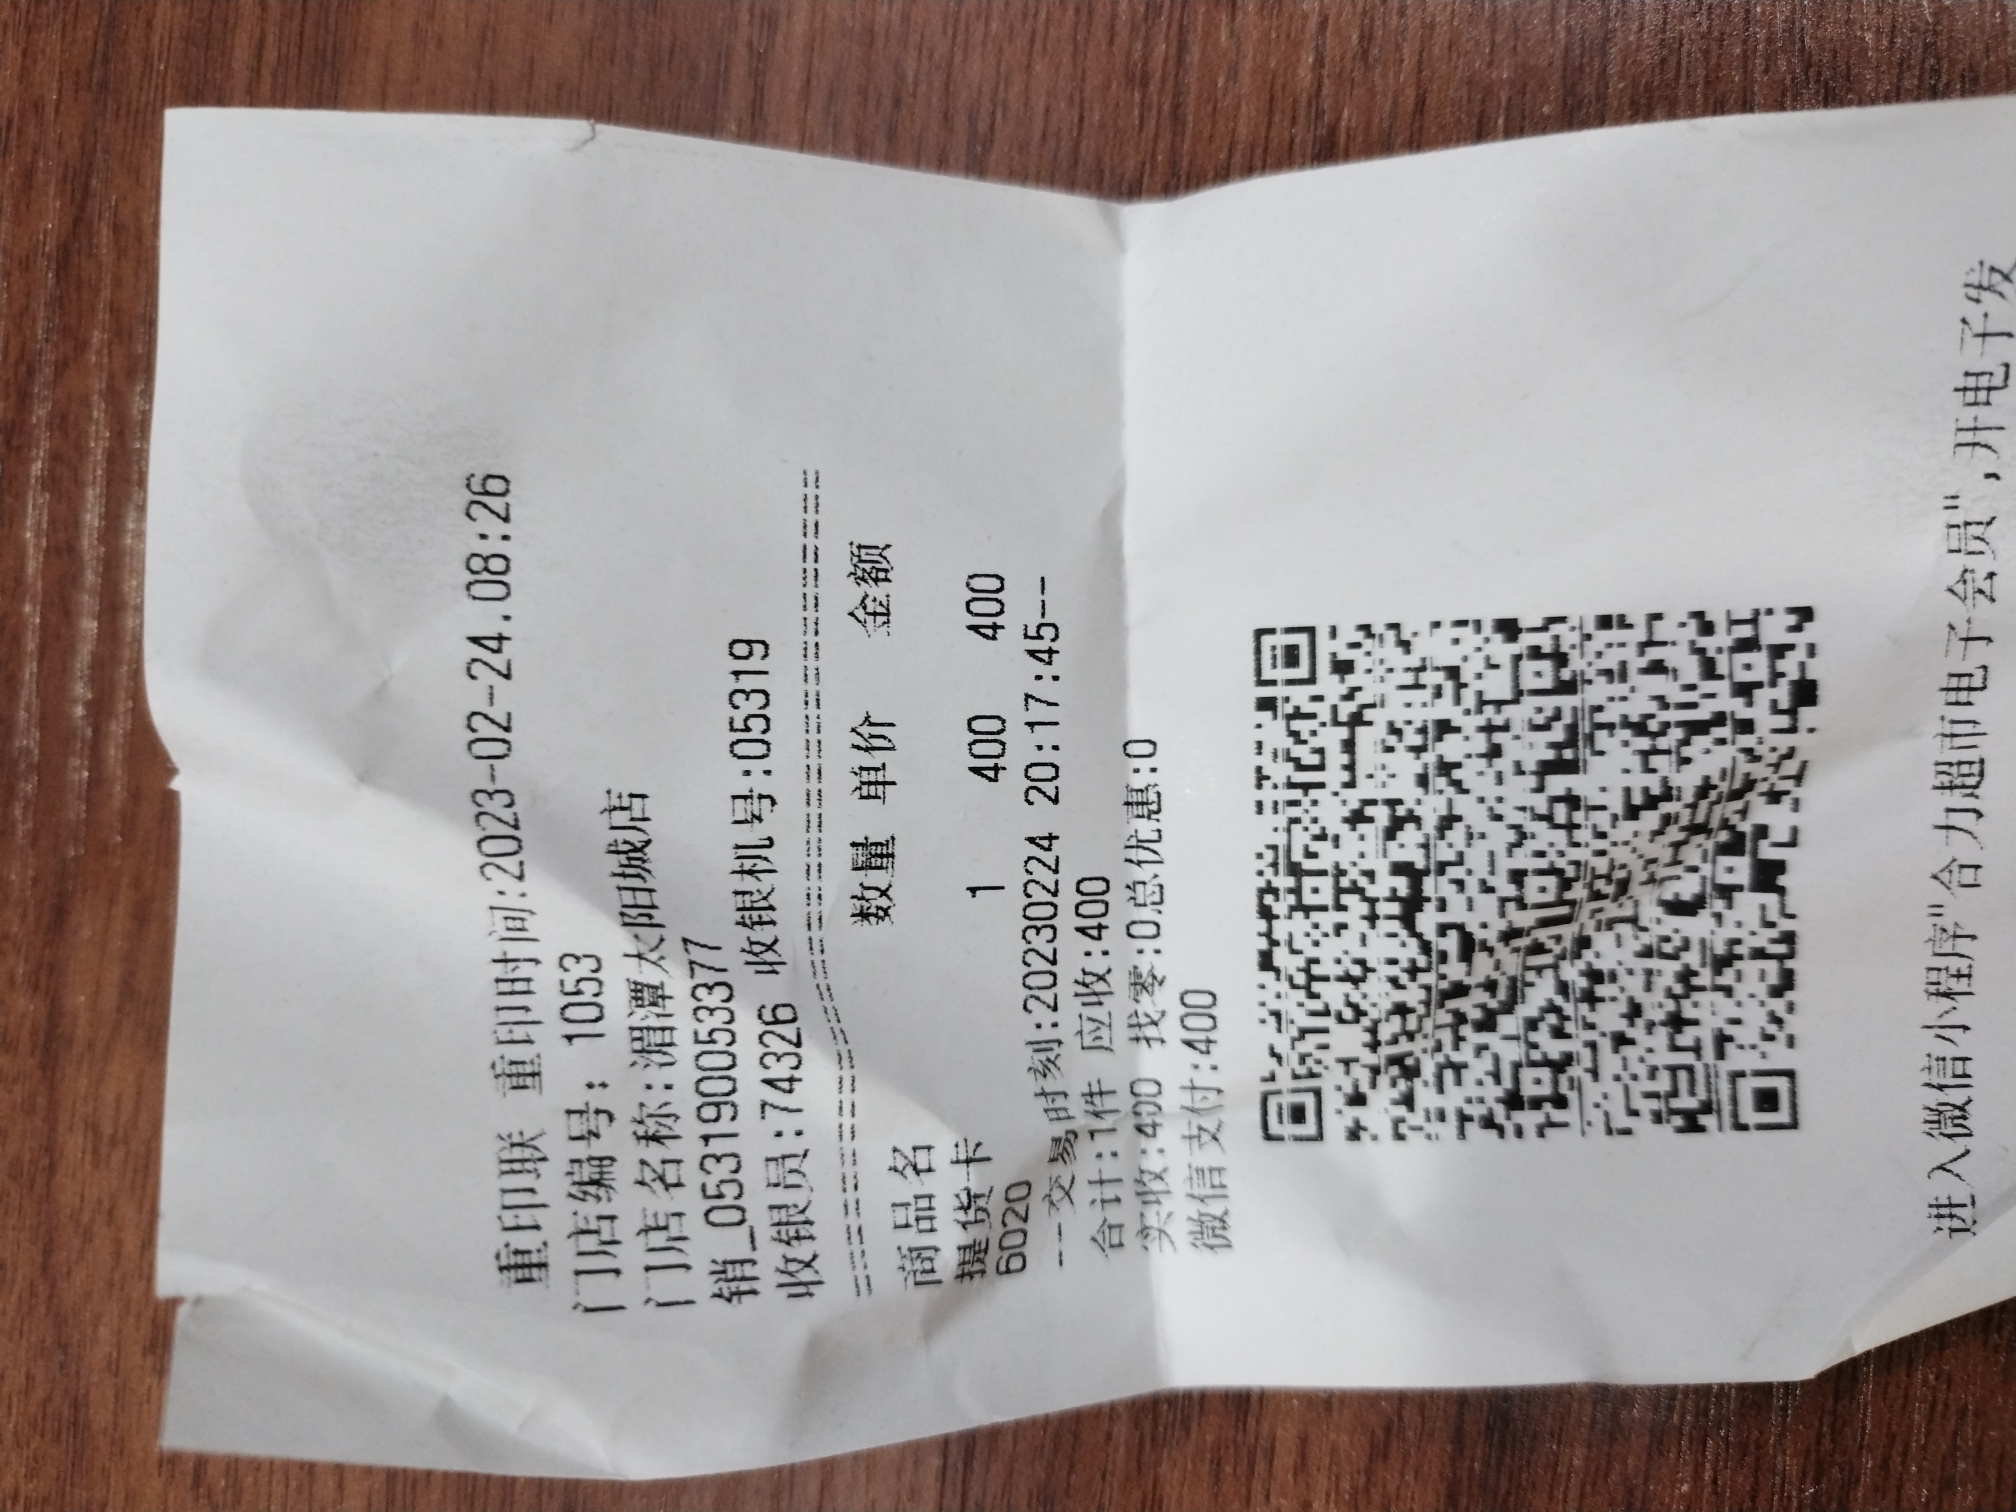 重印联 重印时间:2023-02-24.08:26
门店编号: 1053
门店名称:湄潭太阳城店
销_0531900053377
收银员:74326 收银机号:05319
==========================================
商品名 数量 单价 金额
提货卡
6020 1 400 400
--交易时刻:20230224 20:17:45--
合计:1件 应收:400
实收:400 找零:0总优惠:0
微信支付:400
进入微信小程序"合力超市电子会员",开电子发